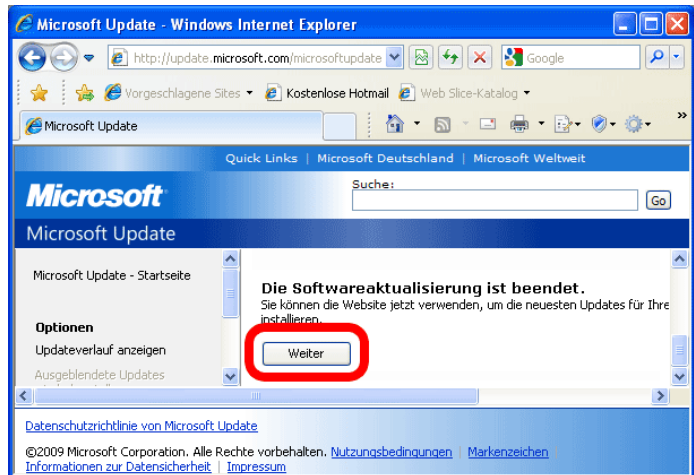 Microsoft Update - Windows Internet Explorer
http://update.microsoft.com/microsoftupdate
Google
Vorgeschlagene Sites
Kostenlose Hotmail
Web Slice-Katalog
Microsoft Update
Quick Links | Microsoft Deutschland | Microsoft Weltweit
Microsoft
Suche:
Go
Microsoft Update
Microsoft Update - Startseite
Optionen
Updateverlauf anzeigen
Ausgeblendete Updates
Die Softwareaktualisierung ist beendet.
Sie können die Website jetzt verwenden, um die neuesten Updates für Ihre
installieren.
Weiter
Datenschutzrichtlinie von Microsoft Update
©2009 Microsoft Corporation. Alle Rechte vorbehalten. Nutzungsbedingungen | Markenzeichen |
Informationen zur Datensicherheit | Impressum